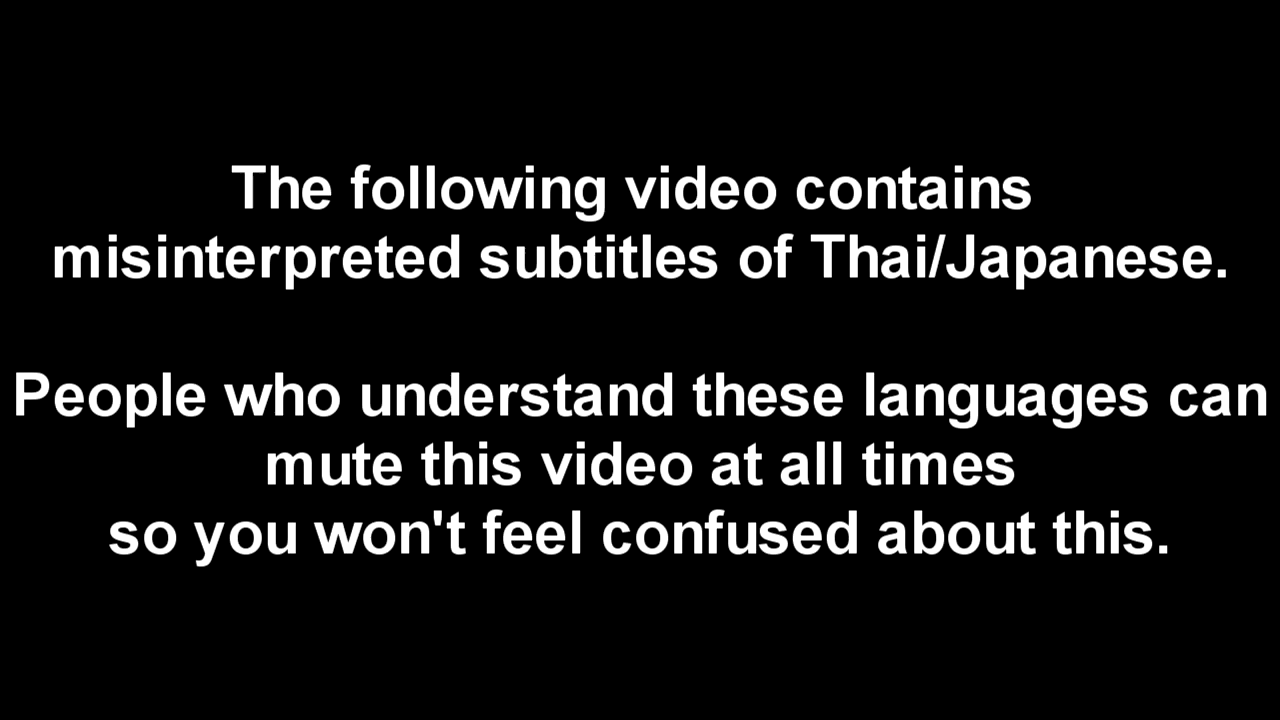 The following video contains
misinterpreted subtitles of Thai/Japanese.
People who understand these languages can
mute this video at all times
so you won't feel confused about this.